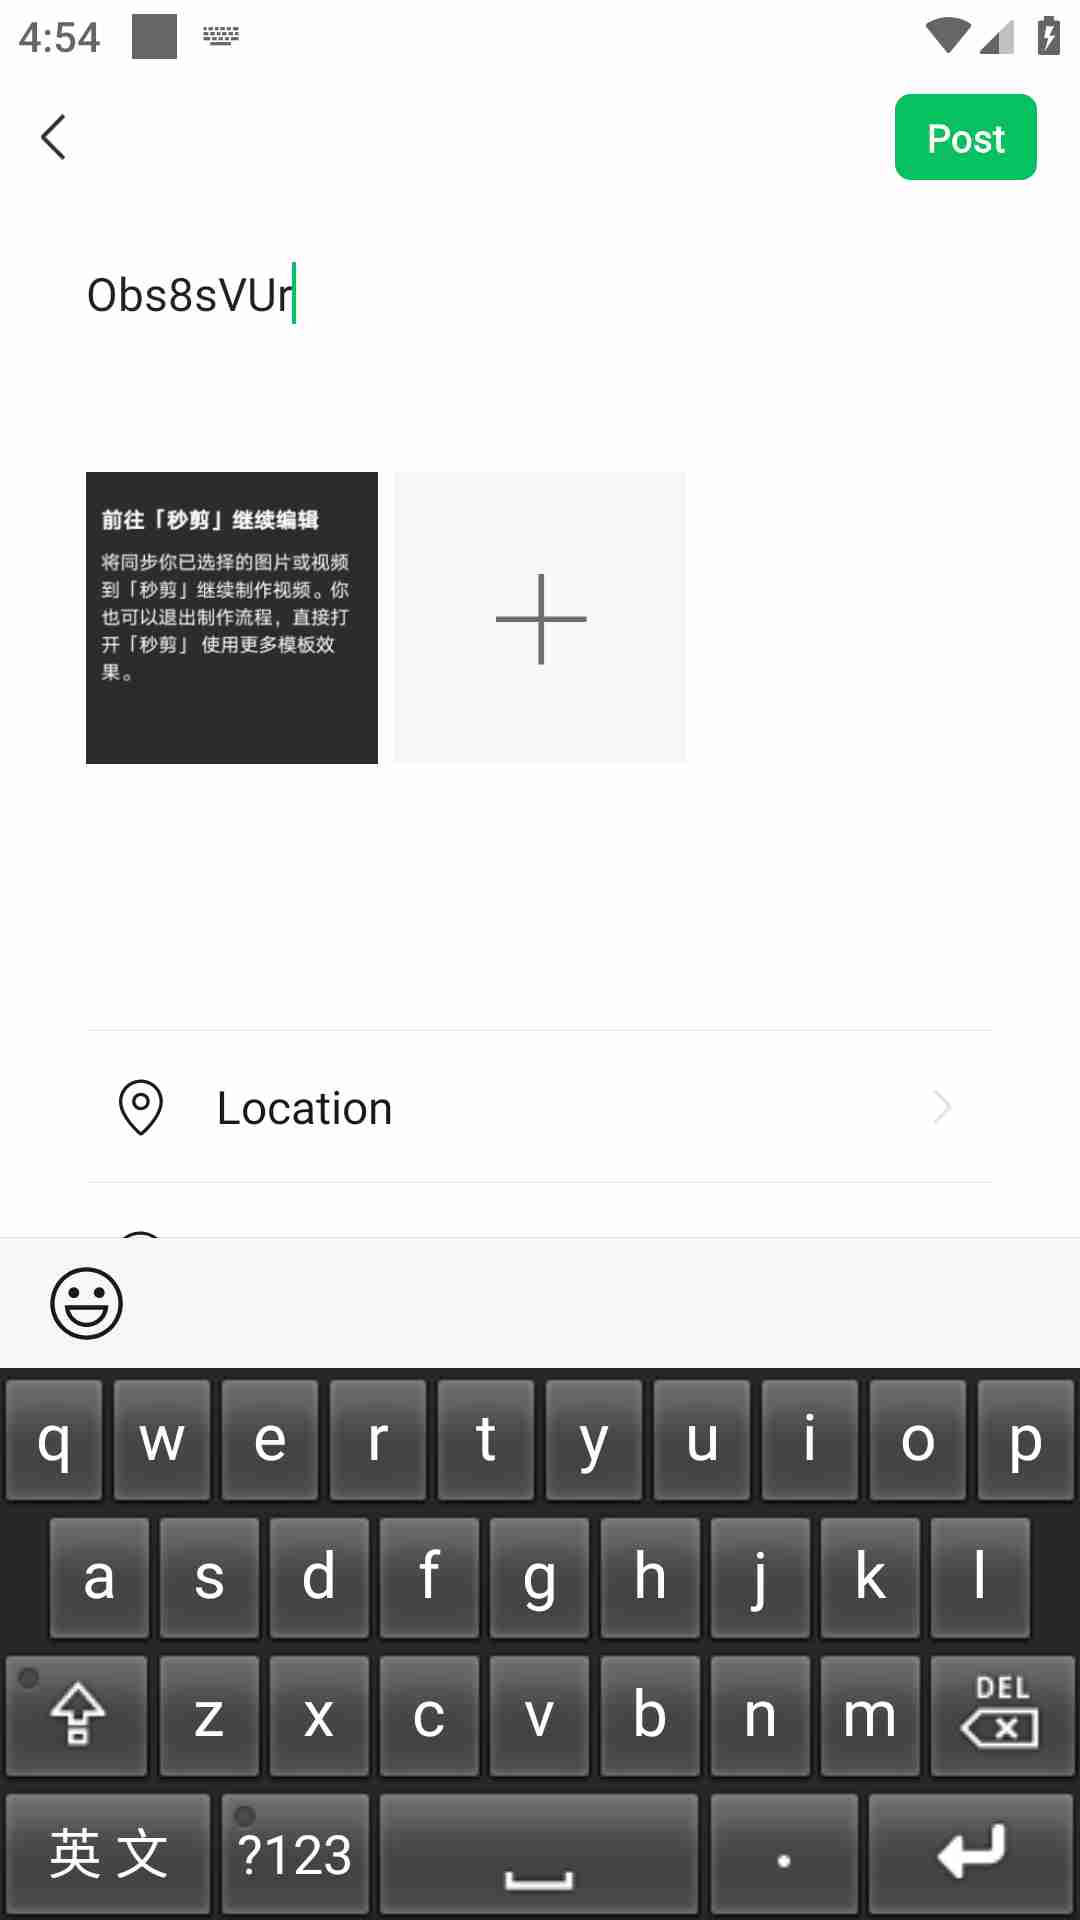 4:54
Post
Obs8sVUr
前往「秒剪」继续编辑
将同步你已选择的图片或视频
到「秒剪」继续制作视频。你
也可以退出制作流程，直接打
开「秒剪」 使用更多模板效
果。
Location
q w e r t y u i o p
a s d f g h j k l
z x c v b n m DEL
英文 ?123 .